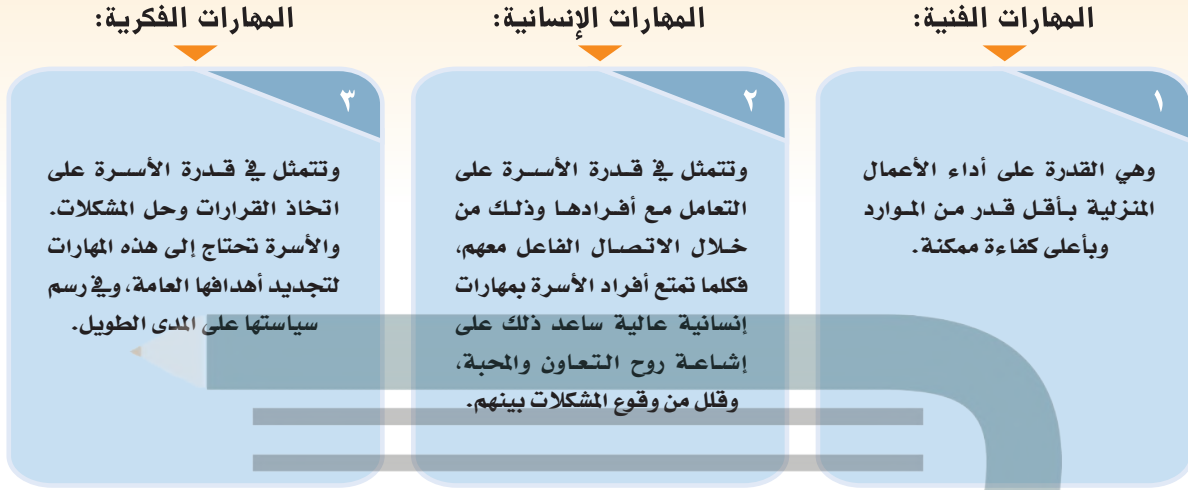 المهارات الفنية:
١
وهي القدرة على أداء الأعمال
المنزلية بأقل قدر من الموارد
وبأعلى كفاءة ممكنة.
المهارات الإنسانية:
٢
وتتمثل في قدرة الأسرة على
التعامل مع أفرادها وذلك من
خلال الاتصال الفاعل معهم،
فكلما تمتع أفراد الأسرة بمهارات
إنسانية عالية ساعد ذلك على
إشاعة روح التعاون والمحبة،
وقلل من وقوع المشكلات بينهم.
المهارات الفكرية:
٣
وتتمثل في قدرة الأسرة على
اتخاذ القرارات وحل المشكلات.
والأسرة تحتاج إلى هذه المهارات
لتجديد أهدافها العامة، وفي رسم
سياستها على المدى الطويل.